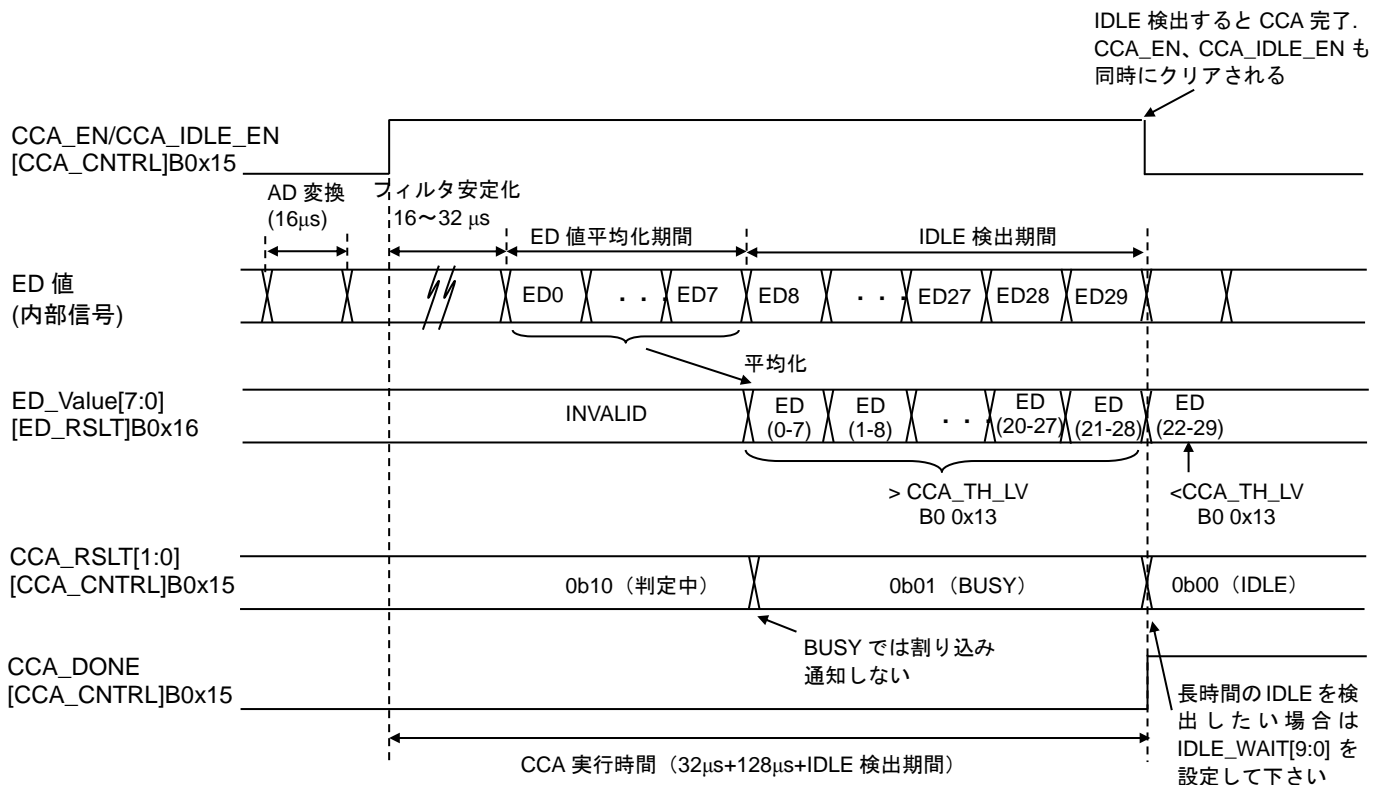 IDLE 検出すると CCA 完了.
CCA_EN、CCA_IDLE_EN も
同時にクリアされる
CCA_EN/CCA_IDLE_EN
[CCA_CNTRL]B0x15
AD 変換
(16μs)
フィルタ安定化
16～32 μs
ED 値平均化期間
IDLE 検出期間
ED 値
(内部信号)
ED0
. . .
ED7
ED8
. . .
ED27
ED28
ED29
平均化
ED_Value[7:0]
[ED_RSLT]B0x16
INVALID
ED
(0-7)
ED
(1-8)
. . .
ED
(20-27)
ED
(21-28)
ED
(22-29)
> CCA_TH_LV
B0 0x13
<CCA_TH_LV
B0 0x13
CCA_RSLT[1:0]
[CCA_CNTRL]B0x15
0b10（判定中）
0b01（BUSY）
0b00（IDLE）
BUSY では割り込み
通知しない
CCA_DONE
[CCA_CNTRL]B0x15
長時間の IDLE を検
出したい場合は
IDLE_WAIT[9:0] を
設定して下さい
CCA 実行時間（32μs+128μs+IDLE 検出期間）